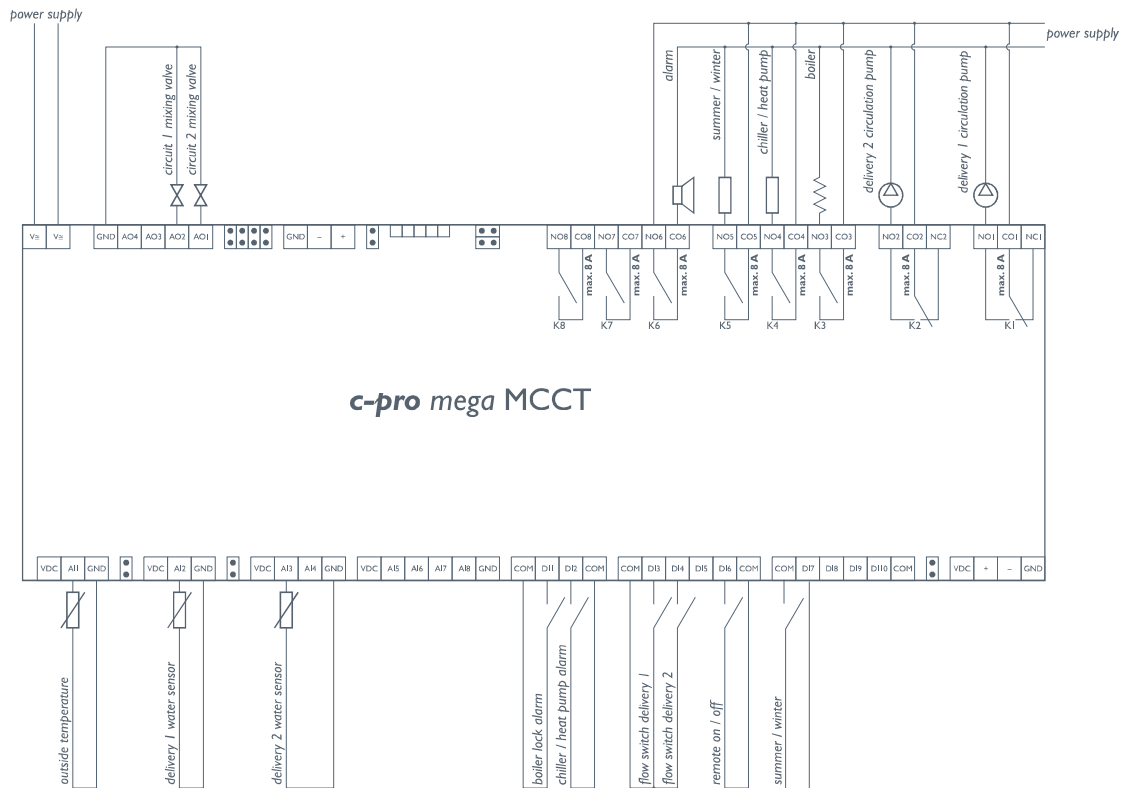 power supply
power supply
circuit 1 mixing valve
circuit 2 mixing valve
alarm
summer / winter
chiller / heat pump
boiler
delivery 2 circulation pump
delivery 1 circulation pump
V≅ V≅
GND AO4 AO3 AO2 AO1
GND – +
NO8 CO8 NO7 CO7 NO6 CO6
NO5 CO5 NO4 CO4 NO3 CO3
NO2 CO2 NC2
NO1 CO1 NC1
max. 8 A
max. 8 A
max. 8 A
max. 8 A
max. 8 A
max. 8 A
max. 8 A
max. 8 A
K8 K7 K6 K5 K4 K3 K2 K1
c-pro mega MCCT
VDC AI1 GND
VDC AI2 GND
VDC AI3 AI4 GND
VDC AI5 AI6 AI7 AI8 GND
COM DI1 DI2 COM
COM DI3 DI4 DI5 DI6 COM
COM DI7 DI8 DI9 DI10 COM
VDC + – GND
outside temperature
delivery 1 water sensor
delivery 2 water sensor
boiler lock alarm
chiller / heat pump alarm
flow switch delivery 1
flow switch delivery 2
remote on / off
summer / winter